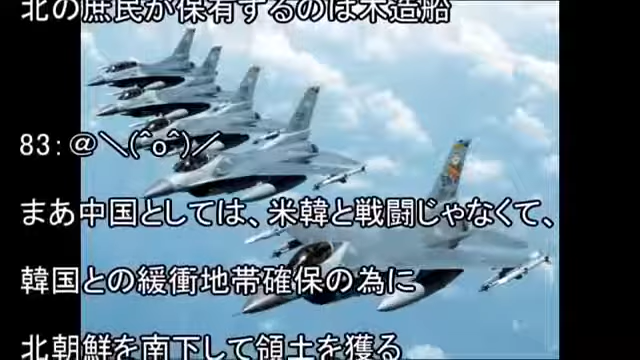 北の庶民が保有するのは木造船
83：＠＼(^o^)／
まあ中国としては、米韓と戦闘じゃなくて、
韓国との緩衝地帯確保の為に
北朝鮮を南下して領土を獲る